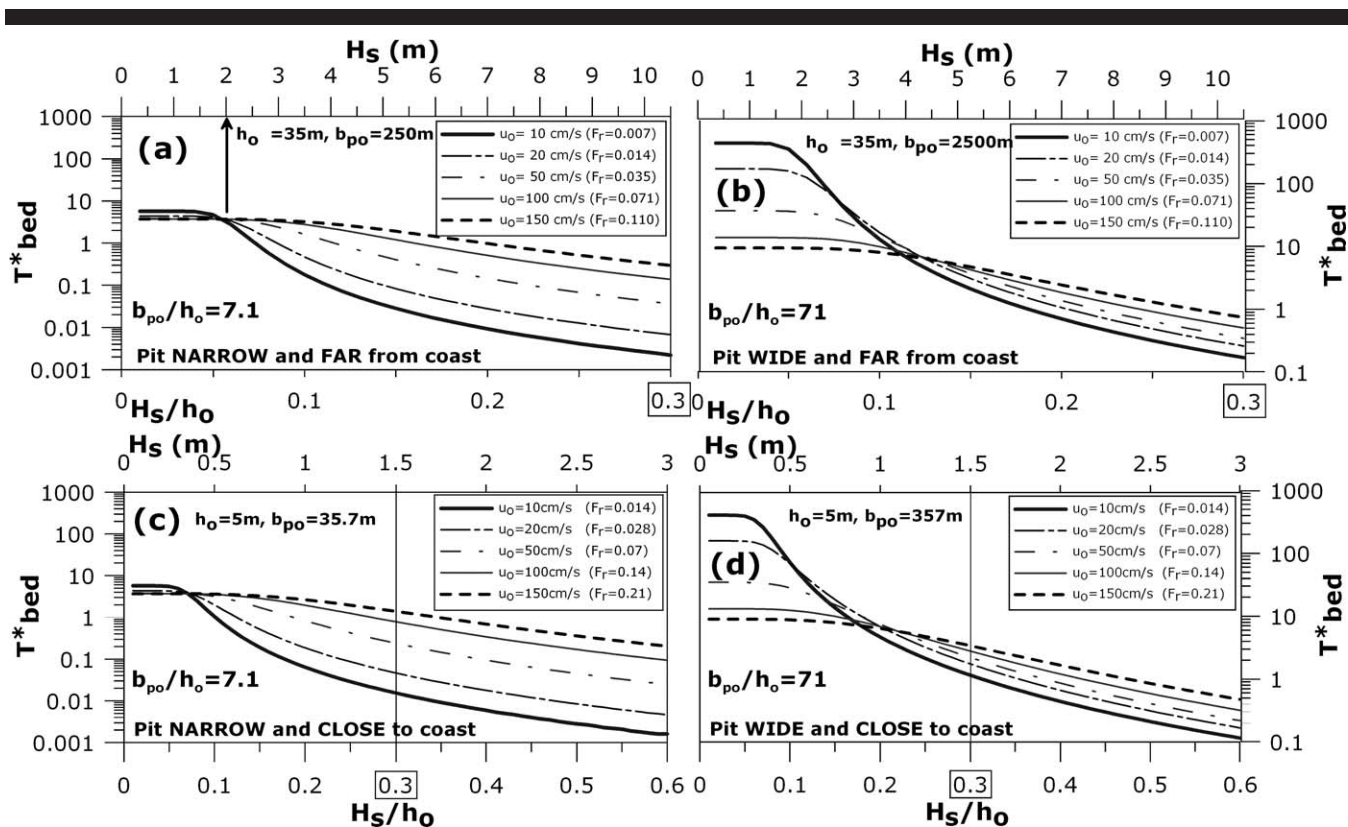 Hs (m)
0 1 2 3 4 5 6 7 8 9 10
1000
100
10
1
0.1
0.01
0.001
T*bed
(a)
ho =35m, bpo=250m
uo= 10 cm/s (Fr=0.007)
uo= 20 cm/s (Fr=0.014)
uo= 50 cm/s (Fr=0.035)
uo=100 cm/s (Fr=0.071)
uo=150 cm/s (Fr=0.110)
bpo/ho=7.1
Pit NARROW and FAR from coast
0 0.1 0.2 0.3
Hs/ho
Hs (m)
0 1 2 3 4 5 6 7 8 9 10
(b)
ho =35m, bpo=2500m
uo= 10 cm/s (Fr=0.007)
uo= 20 cm/s (Fr=0.014)
uo= 50 cm/s (Fr=0.035)
uo=100 cm/s (Fr=0.071)
uo=150 cm/s (Fr=0.110)
1000
100
10
1
0.1
T*bed
bpo/ho=71
Pit WIDE and FAR from coast
0 0.1 0.2 0.3
Hs/ho
Hs (m)
0 0.5 1 1.5 2 2.5 3
1000
100
10
1
0.1
0.01
0.001
T*bed
(c)
ho=5m, bpo=35.7m
uo=10cm/s (Fr=0.014)
uo=20cm/s (Fr=0.028)
uo=50cm/s (Fr=0.07)
uo=100cm/s (Fr=0.14)
uo=150cm/s (Fr=0.21)
bpo/ho=7.1
Pit NARROW and CLOSE to coast
0 0.1 0.2 0.3 0.4 0.5 0.6
Hs/ho
Hs (m)
0 0.5 1 1.5 2 2.5 3
ho=5m, bpo=357m
(d)
uo=10cm/s (Fr=0.014)
uo=20cm/s (Fr=0.028)
uo=50cm/s (Fr=0.07)
uo=100cm/s (Fr=0.14)
uo=150cm/s (Fr=0.21)
1000
100
10
1
0.1
T*bed
bpo/ho=71
Pit WIDE and CLOSE to coast
0 0.1 0.2 0.3 0.4 0.5 0.6
Hs/ho